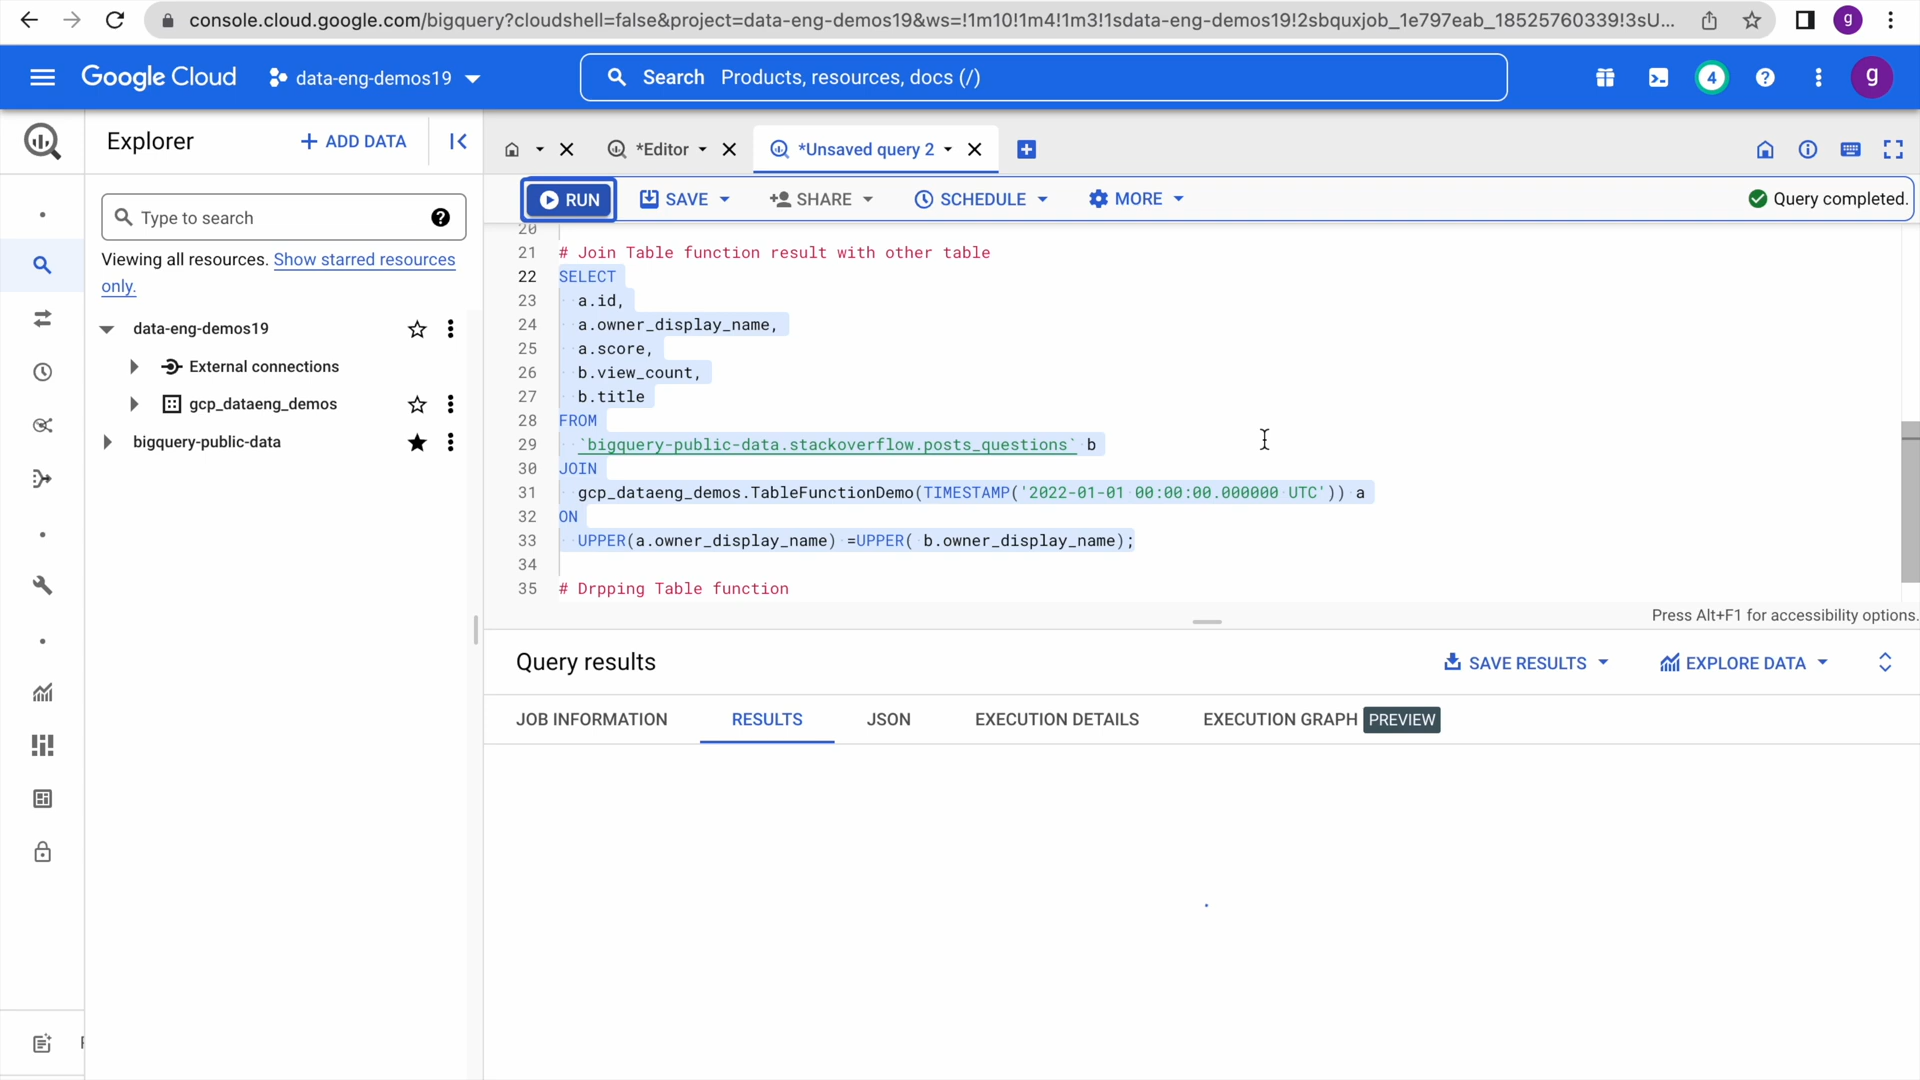 console.cloud.google.com/bigquery?cloudshell=false&project=data-eng-demos19&ws=!1m10!1m4!1m3!1sdata-eng-demos19!2sbquxjob_1e797eab_18525760339!3sU...
g
Google Cloud
data-eng-demos19
Search Products, resources, docs (/)
4
g
Explorer
+ ADD DATA
*Editor
*Unsaved query 2
RUN
SAVE
SHARE
SCHEDULE
MORE
Query completed.
Type to search
Viewing all resources. Show starred resources
only.
data-eng-demos19
External connections
gcp_dataeng_demos
bigquery-public-data
20
21 # Join Table function result with other table
22 SELECT
23 a.id,
24 a.owner_display_name,
25 a.score,
26 b.view_count,
27 b.title
28 FROM
29 `bigquery-public-data.stackoverflow.posts_questions` b
30 JOIN
31 gcp_dataeng_demos.TableFunctionDemo(TIMESTAMP('2022-01-01 00:00:00.000000 UTC')) a
32 ON
33 UPPER(a.owner_display_name) =UPPER( b.owner_display_name);
34
35 # Drpping Table function
Press Alt+F1 for accessibility options.
Query results
SAVE RESULTS
EXPLORE DATA
JOB INFORMATION
RESULTS
JSON
EXECUTION DETAILS
EXECUTION GRAPH PREVIEW